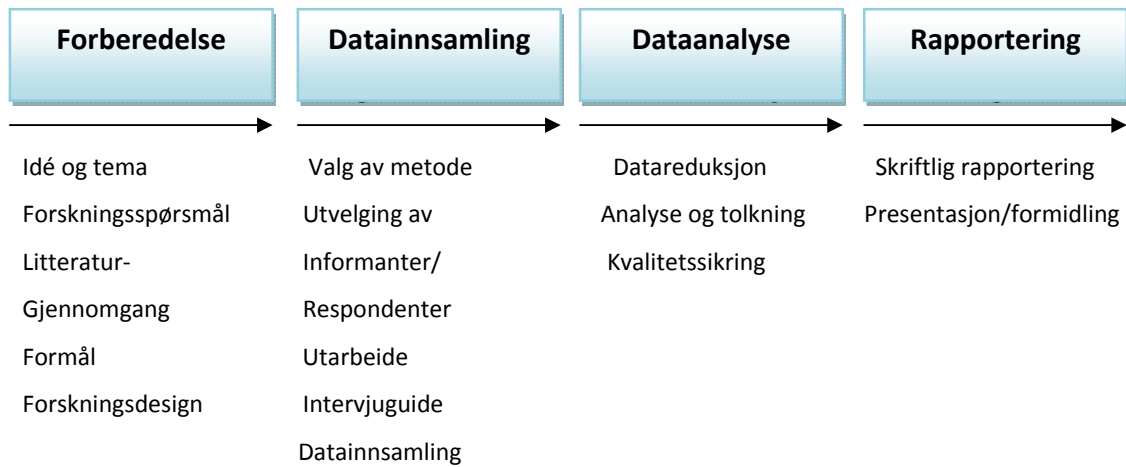 Forberedelse
Idé og tema
Forskningsspørsmål
Litteratur-
Gjennomgang
Formål
Forskningsdesign
Datainnsamling
Valg av metode
Utvelging av
Informanter/
Respondenter
Utarbeide
Intervjuguide
Datainnsamling
Dataanalyse
Datareduksjon
Analyse og tolkning
Kvalitetssikring
Rapportering
Skriftlig rapportering
Presentasjon/formidling